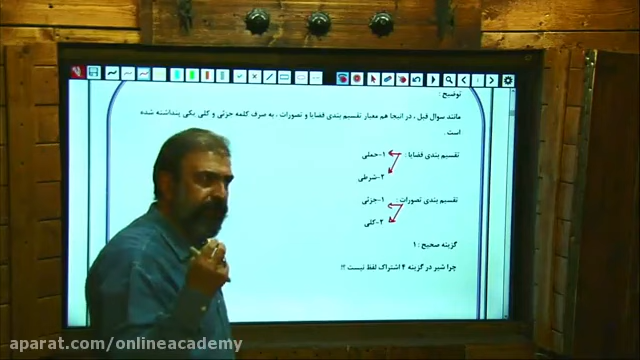 توضیح :
مانند سوال قبل ، در اینجا هم معیار تقسیم بندی قضایا و تصورات ، به صرف کلمه جزئی و کلی یکی پنداشته شده
است .
تقسیم بندی قضایا : ۱-حملی
۲-شرطی
تقسیم بندی تصورات : ۱-جزئی
۲-کلی
گزینه صحیح : ۱
چرا شیر در گزینه ۴ اشتراک لفظ نیست ؟!
aparat.com/onlineacademy